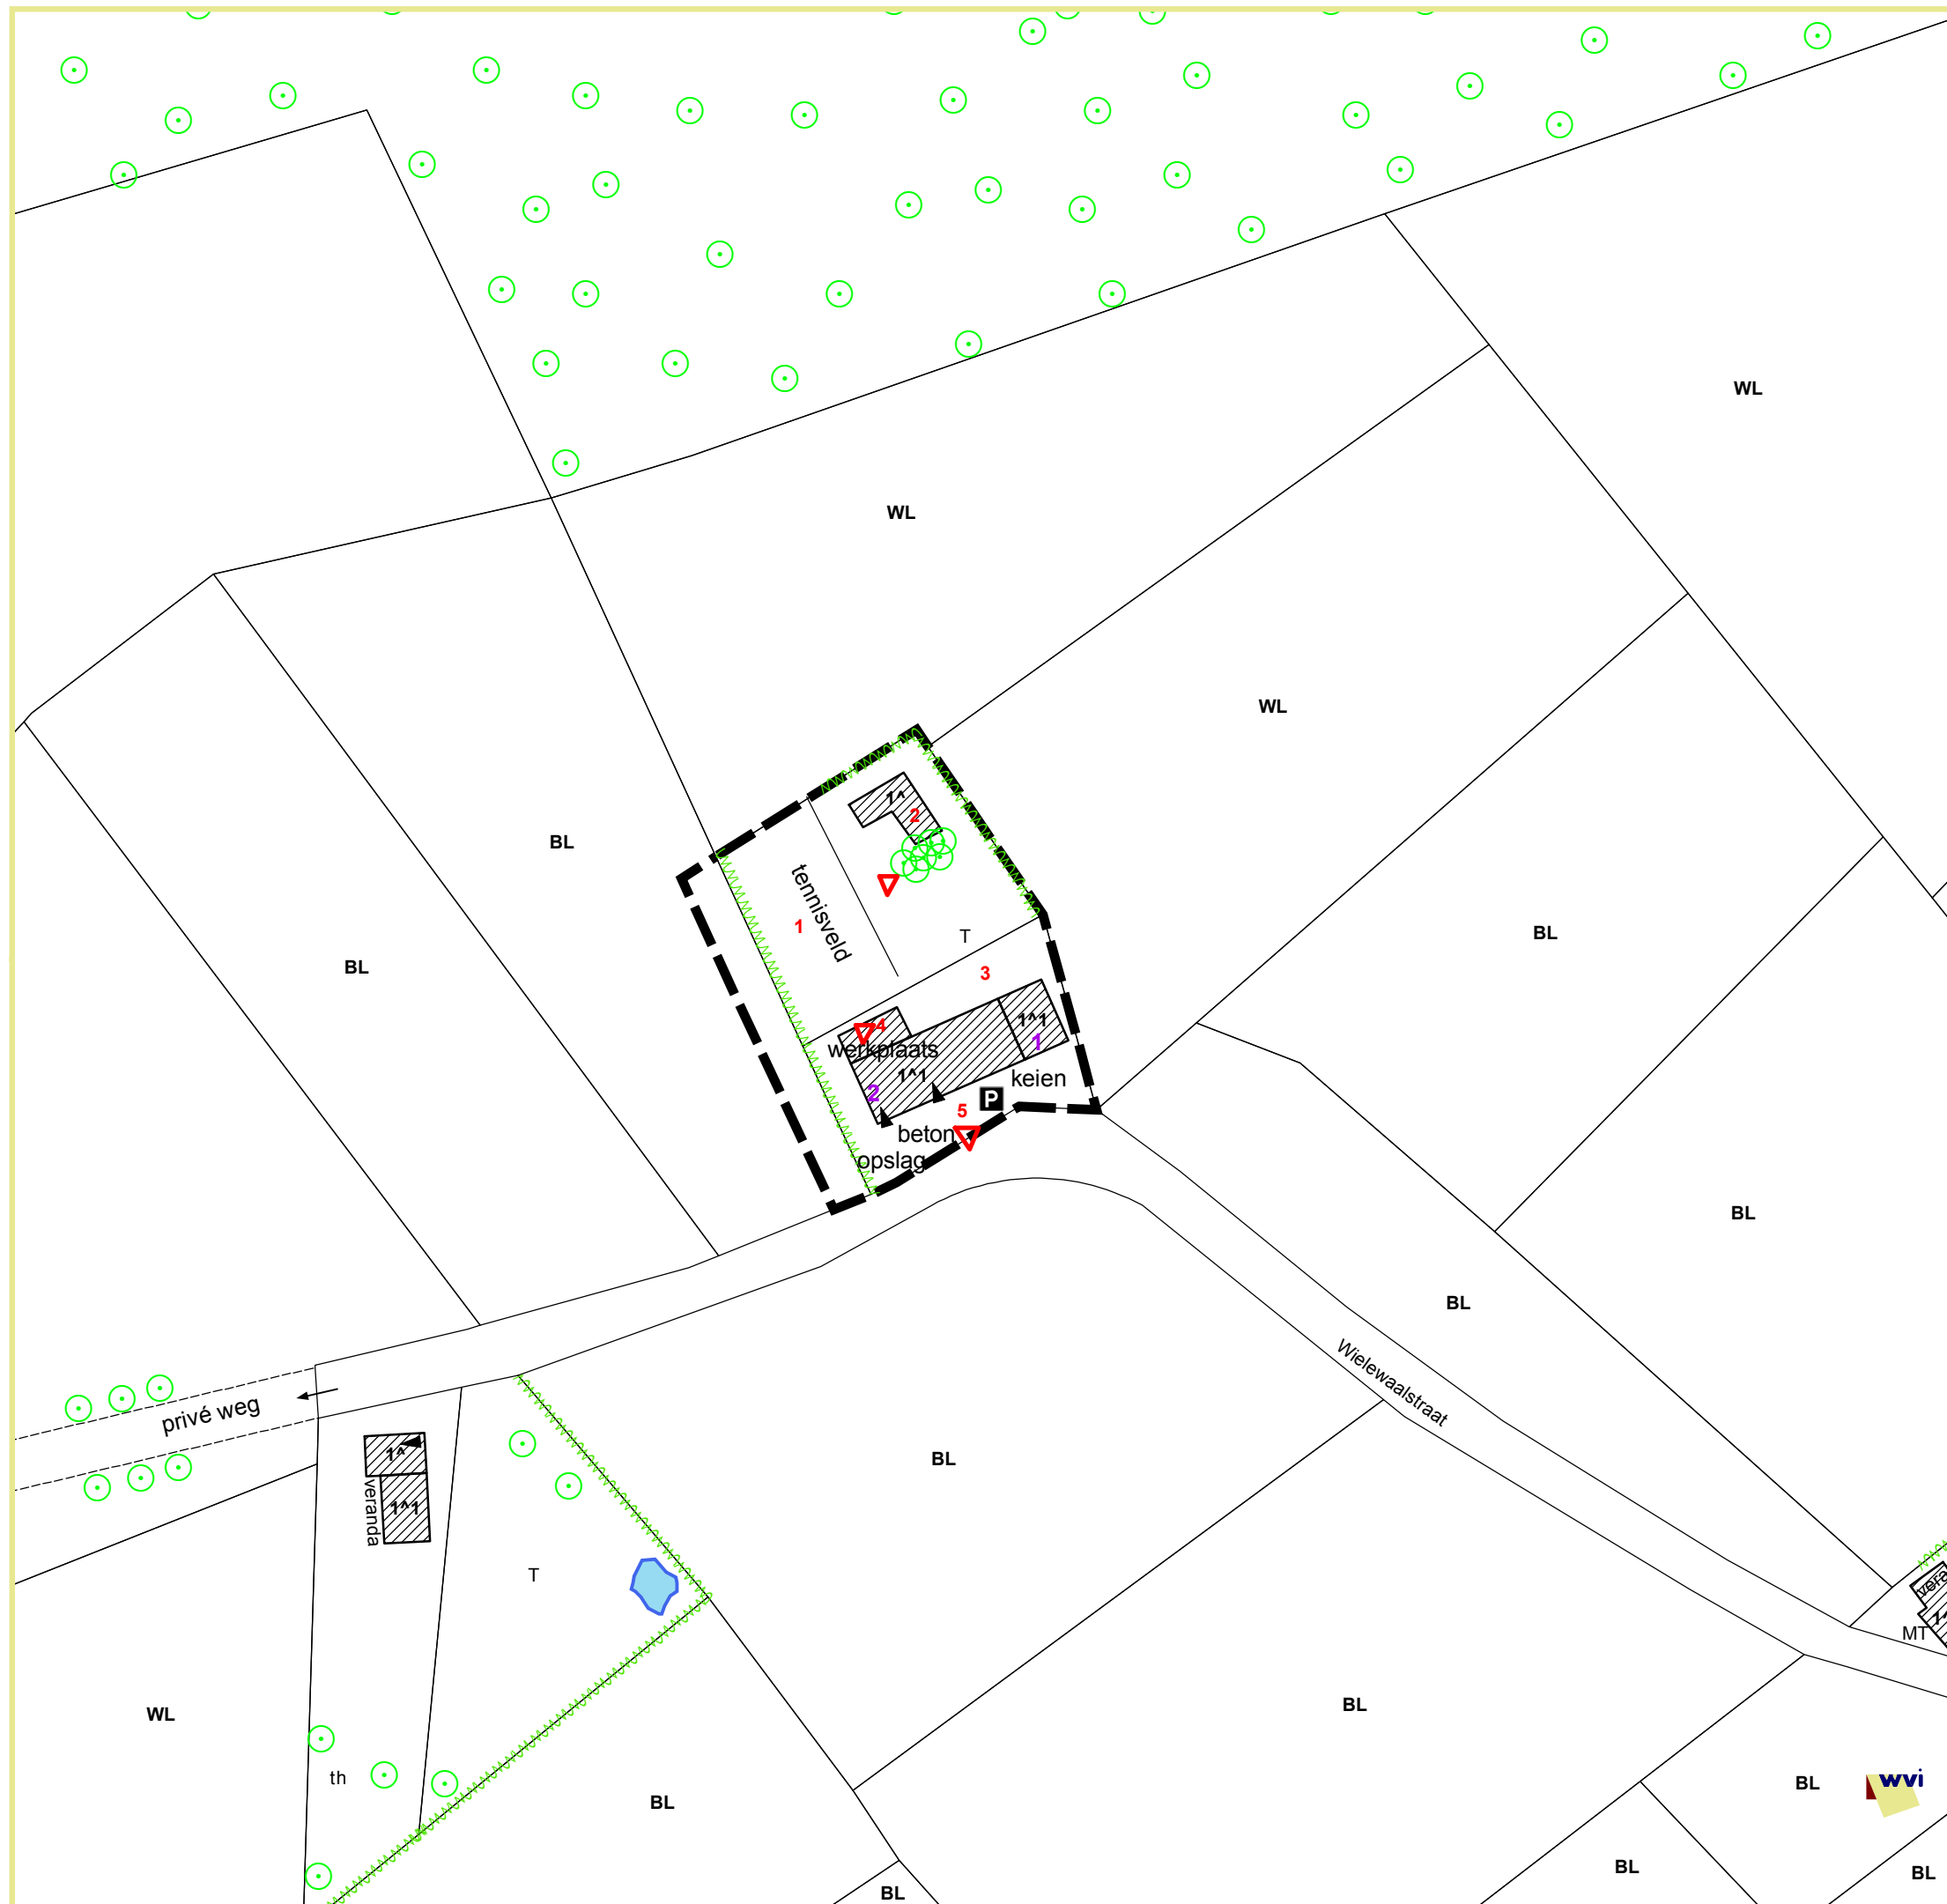 WL
WL
WL
1^
2
BL
tennisveld
1
T
BL
BL
3
4
1^1
1
werkplaats
1^1
2
keien
P
5
beton
opslag
BL
BL
Wielewaalstraat
privé weg
1^
veranda
1^1
BL
T
MT
WL
BL
th
BL
BL
wvi
BL
BL
BL